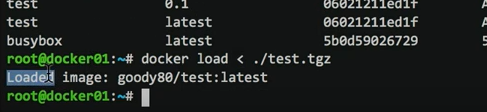 test 0.1 06021211ed1f
test latest 06021211ed1f
busybox latest 5b0d59026729
root@docker01:~# docker load < ./test.tgz
Loaded image: goody80/test:latest
root@docker01:~#